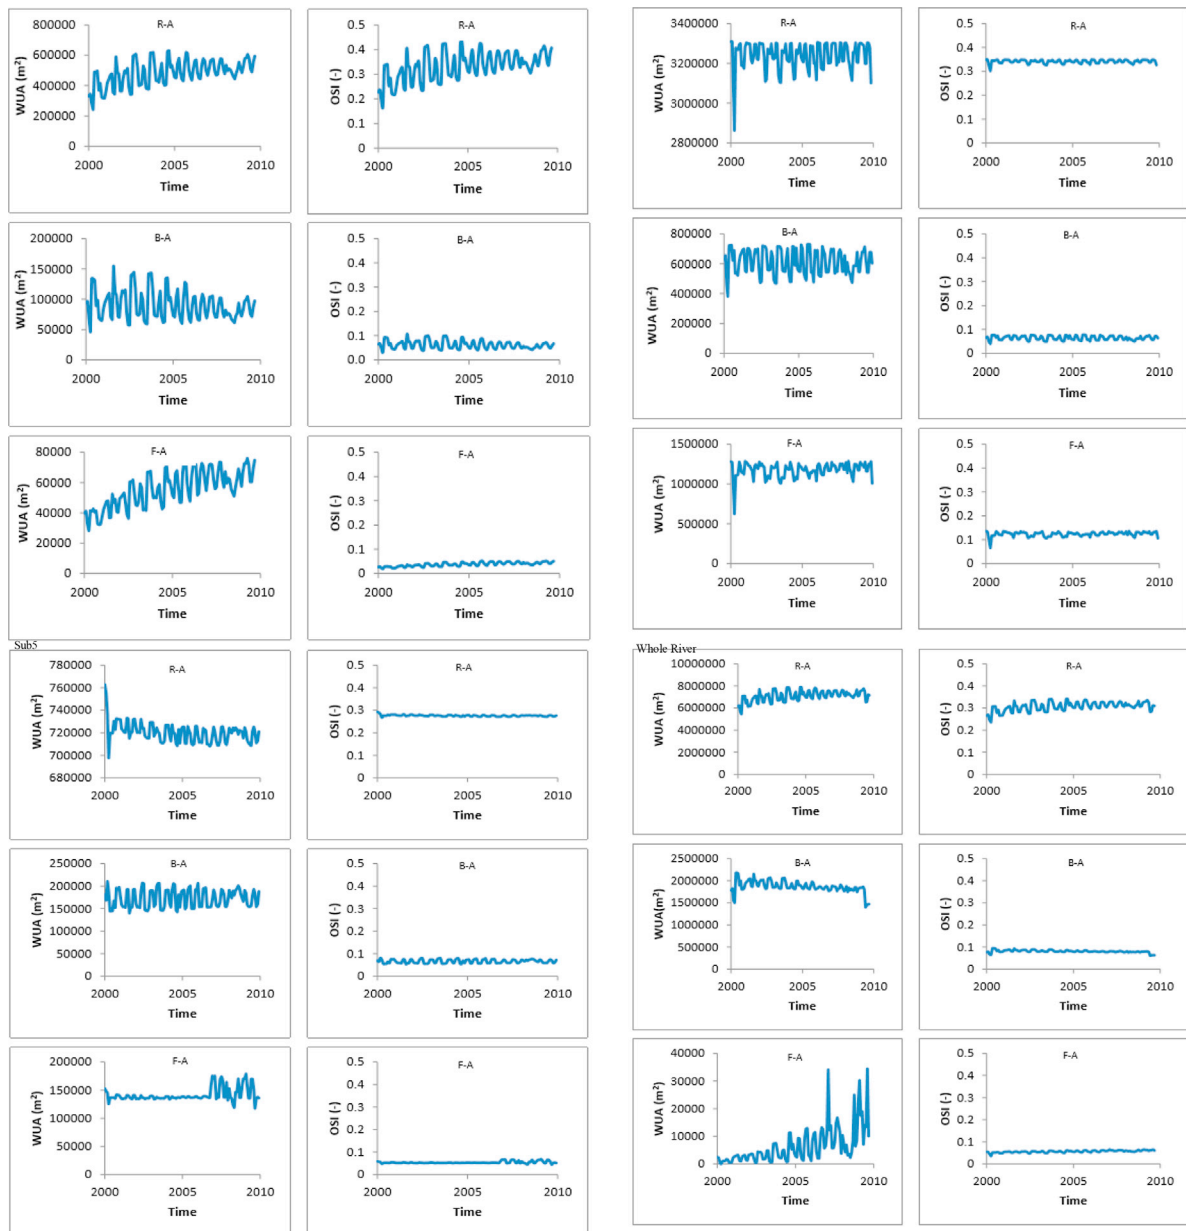 R-A
WUA (m²)
800000
600000
400000
200000
0
2000 2005 2010
Time
R-A
OSI (-)
0.5
0.4
0.3
0.2
0.1
0
2000 2005 2010
Time
R-A
WUA (m²)
3400000
3200000
3000000
2800000
2000 2005 2010
Time
R-A
OSI (-)
0.5
0.4
0.3
0.2
0.1
0
2000 2005 2010
Time
B-A
WUA (m²)
200000
150000
100000
50000
0
2000 2005 2010
Time
B-A
OSI (-)
0.5
0.4
0.3
0.2
0.1
0.0
2000 2005 2010
Time
B-A
WUA (m²)
800000
600000
400000
200000
0
2000 2005 2010
Time
B-A
OSI (-)
0.5
0.4
0.3
0.2
0.1
0
2000 2005 2010
Time
F-A
WUA (m²)
80000
60000
40000
20000
0
2000 2005 2010
Time
F-A
OSI (-)
0.5
0.4
0.3
0.2
0.1
0
2000 2005 2010
Time
F-A
WUA (m²)
1500000
1000000
500000
0
2000 2005 2010
Time
F-A
OSI (-)
0.5
0.4
0.3
0.2
0.1
0
2000 2005 2010
Time
Sub5
R-A
WUA (m²)
780000
760000
740000
720000
700000
680000
2000 2005 2010
Time
R-A
OSI (-)
0.5
0.4
0.3
0.2
0.1
0
2000 2005 2010
Time
Whole River
R-A
WUA (m²)
10000000
8000000
6000000
4000000
2000000
0
2000 2005 2010
Time
R-A
OSI (-)
0.5
0.4
0.3
0.2
0.1
0
2000 2005 2010
Time
B-A
WUA (m²)
250000
200000
150000
100000
50000
0
2000 2005 2010
Time
B-A
OSI (-)
0.5
0.4
0.3
0.2
0.1
0
2000 2005 2010
Time
B-A
WUA(m²)
2500000
2000000
1500000
1000000
500000
0
2000 2005 2010
Time
B-A
OSI (-)
0.5
0.4
0.3
0.2
0.1
0
2000 2005 2010
Time
F-A
WUA (m²)
200000
150000
100000
50000
0
2000 2005 2010
Time
F-A
OSI (-)
0.5
0.4
0.3
0.2
0.1
0
2000 2005 2010
Time
F-A
WUA (m²)
40000
30000
20000
10000
0
2000 2005 2010
Time
F-A
OSI (-)
0.5
0.4
0.3
0.2
0.1
0
2000 2005 2010
Time